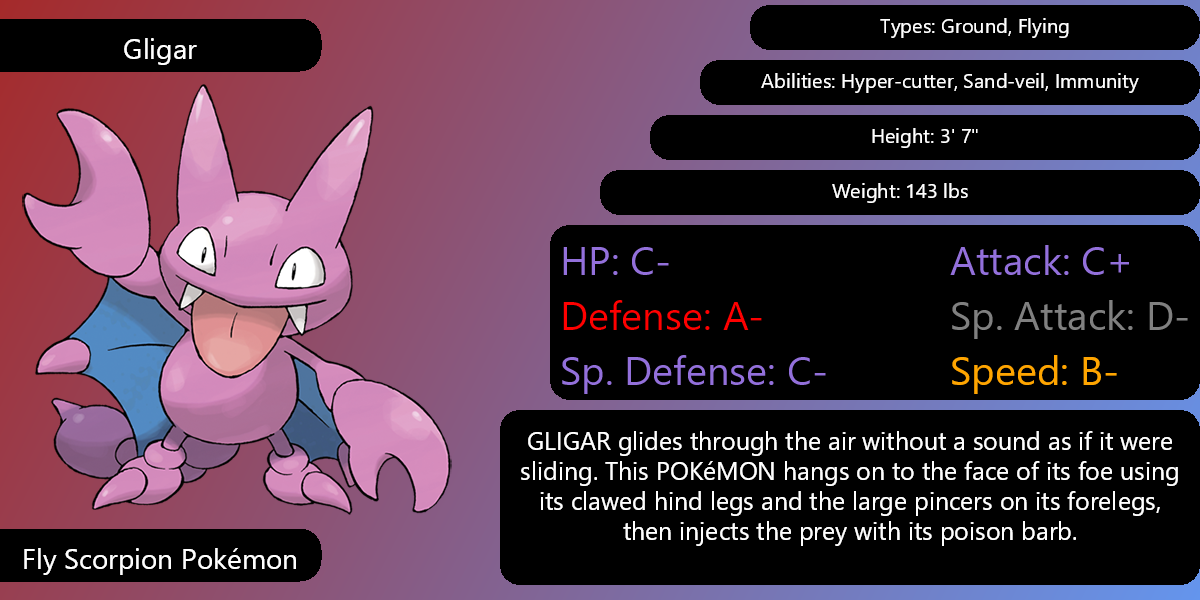 Gligar
Types: Ground, Flying
Abilities: Hyper-cutter, Sand-veil, Immunity
Height: 3' 7"
Weight: 143 lbs
HP: C-
Attack: C+
Defense: A-
Sp. Attack: D-
Sp. Defense: C-
Speed: B-
GLIGAR glides through the air without a sound as if it were
sliding. This POKéMON hangs on to the face of its foe using
its clawed hind legs and the large pincers on its forelegs,
then injects the prey with its poison barb.
Fly Scorpion Pokémon